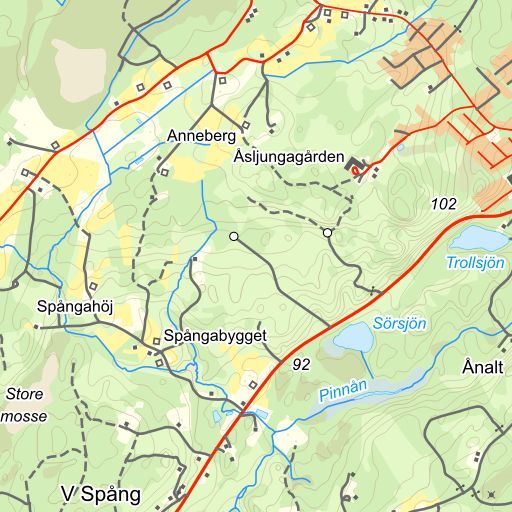 Anneberg
Åsljungagården
102
Trollsjön
Spångahöj
Sörsjön
Spångabygget
92
Ånalt
Pinnån
Store
mosse
V Spång